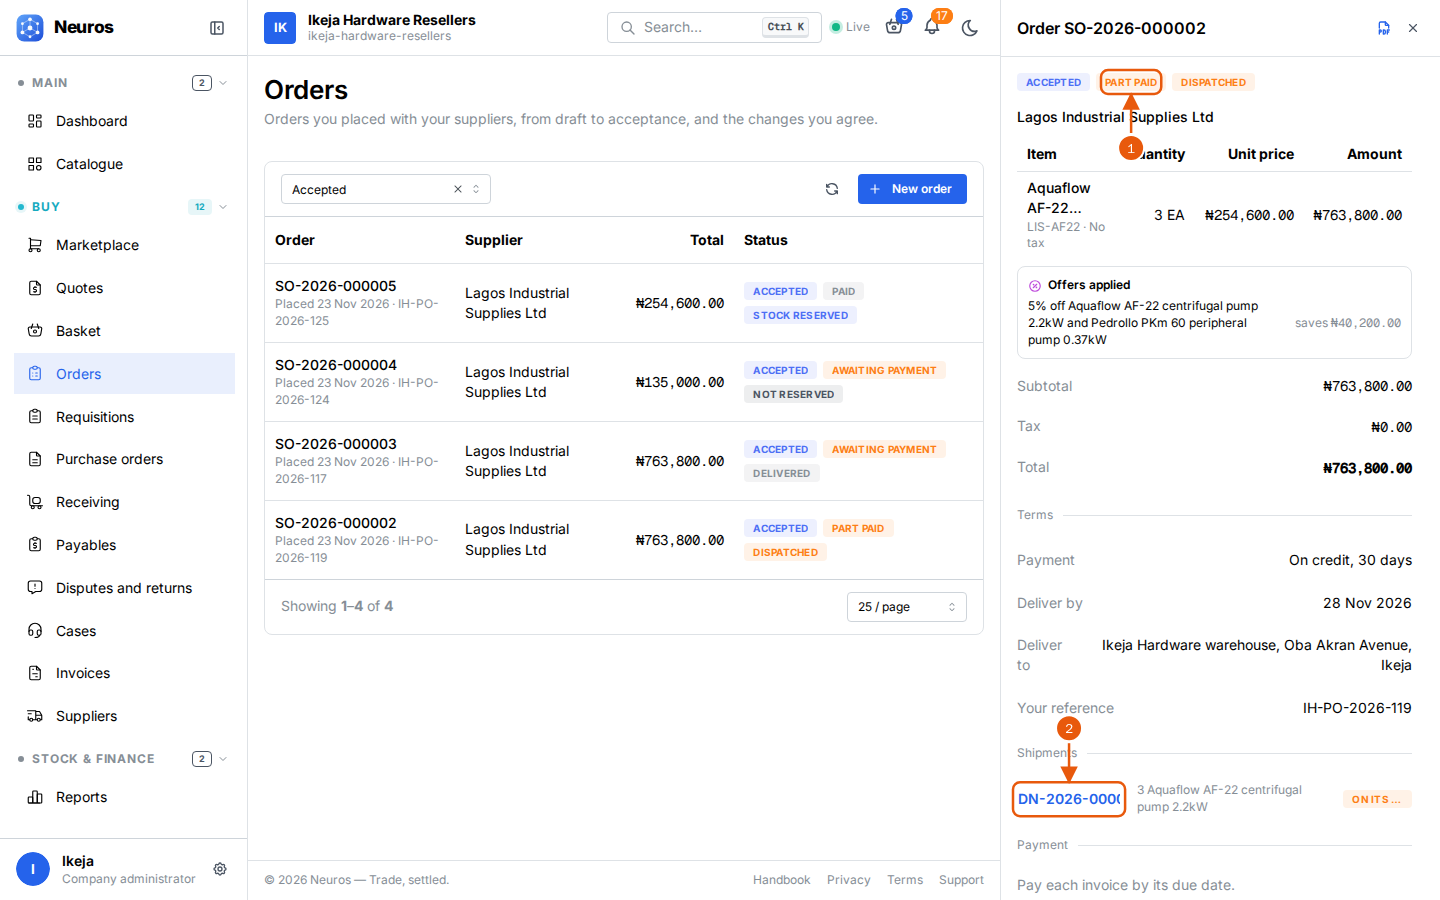 Neuros
MAIN
2
Dashboard
Catalogue
BUY
12
Marketplace
Quotes
Basket
Orders
Requisitions
Purchase orders
Receiving
Payables
Disputes and returns
Cases
Invoices
Suppliers
STOCK & FINANCE
2
Reports
I
Ikeja
Company administrator
IK
Ikeja Hardware Resellers
ikeja-hardware-resellers
Search...
Ctrl K
Live
5
17
Orders
Orders you placed with your suppliers, from draft to acceptance, and the changes you agree.
Accepted
New order
Order Supplier Total Status
SO-2026-000005
Placed 23 Nov 2026 · IH-PO-
2026-125
Lagos Industrial
Supplies Ltd
₦254,600.00
ACCEPTED PAID
STOCK RESERVED
SO-2026-000004
Placed 23 Nov 2026 · IH-PO-
2026-124
Lagos Industrial
Supplies Ltd
₦135,000.00
ACCEPTED AWAITING PAYMENT
NOT RESERVED
SO-2026-000003
Placed 23 Nov 2026 · IH-PO-
2026-117
Lagos Industrial
Supplies Ltd
₦763,800.00
ACCEPTED AWAITING PAYMENT
DELIVERED
SO-2026-000002
Placed 23 Nov 2026 · IH-PO-
2026-119
Lagos Industrial
Supplies Ltd
₦763,800.00
ACCEPTED PART PAID
DISPATCHED
Showing 1–4 of 4
25 / page
© 2026 Neuros — Trade, settled.
Handbook Privacy Terms Support
Order SO-2026-000002
PDF
ACCEPTED PART PAID DISPATCHED
Lagos Industrial Supplies Ltd
1
Item Unit price Amount
Aquaflow
AF-22...
LIS-AF22 · No
tax
3 EA
₦254,600.00
₦763,800.00
Offers applied
5% off Aquaflow AF-22 centrifugal pump
2.2kW and Pedrollo PKm 60 peripheral
pump 0.37kW
saves ₦40,200.00
Subtotal ₦763,800.00
Tax ₦0.00
Total ₦763,800.00
Terms
Payment On credit, 30 days
Deliver by 28 Nov 2026
Deliver
to
Ikeja Hardware warehouse, Oba Akran Avenue,
Ikeja
Your reference IH-PO-2026-119
2
Shipments
DN-2026-000
3 Aquaflow AF-22 centrifugal
pump 2.2kW
ON ITS ...
Payment
Pay each invoice by its due date.